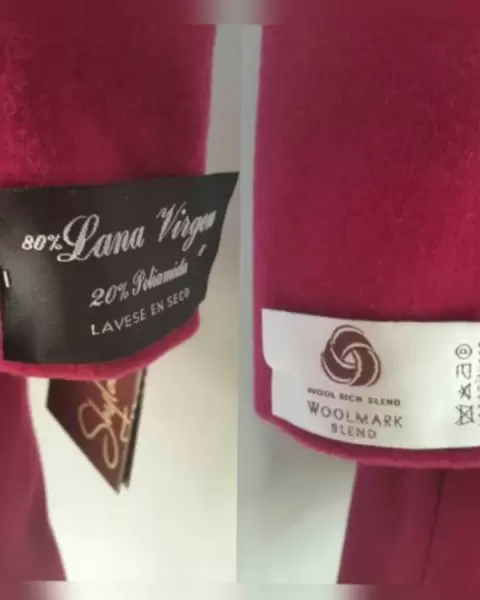 80% Lana Virgen
20% Poliamida
LAVESE EN SECO
WOOL RICH BLEND
WOOLMARK
BLEND